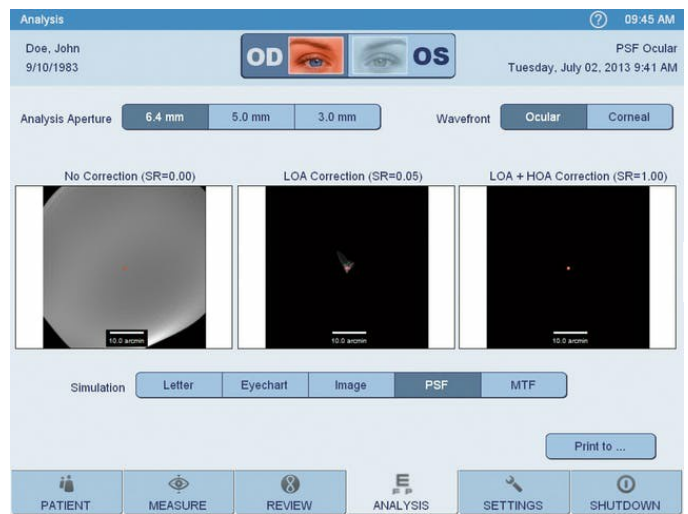 Analysis
09:45 AM
Doe, John
9/10/1983
OD
OS
PSF Ocular
Tuesday, July 02, 2013 9:41 AM
Analysis Aperture
6.4 mm
5.0 mm
3.0 mm
Wavefront
Ocular
Corneal
No Correction (SR=0.00)
LOA Correction (SR=0.05)
LOA + HOA Correction (SR=1.00)
10.0 arcmin
10.0 arcmin
10.0 arcmin
Simulation
Letter
Eyechart
Image
PSF
MTF
Print to ...
PATIENT
MEASURE
REVIEW
E
F P
ANALYSIS
SETTINGS
SHUTDOWN